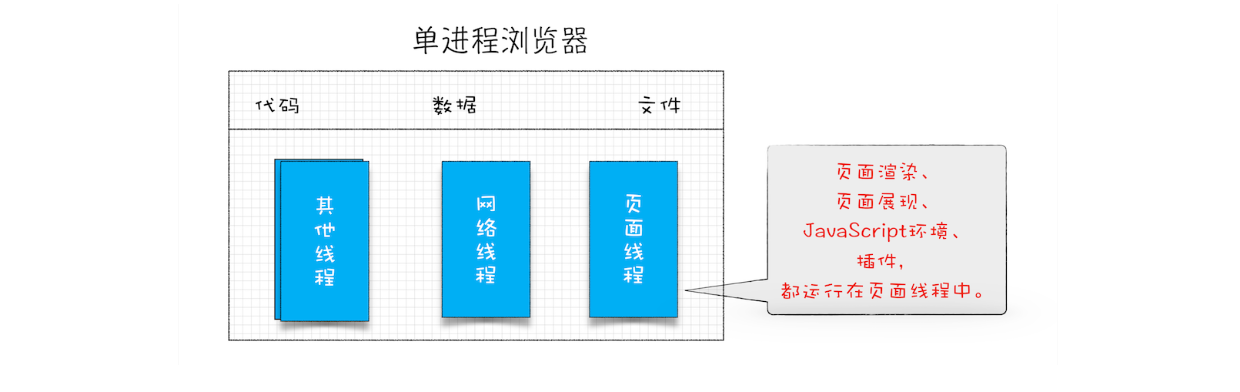 单进程浏览器
代码
数据
文件
其他线程
网络线程
页面线程
页面渲染、
页面展现、
JavaScript环境、
插件,
都运行在页面线程中。